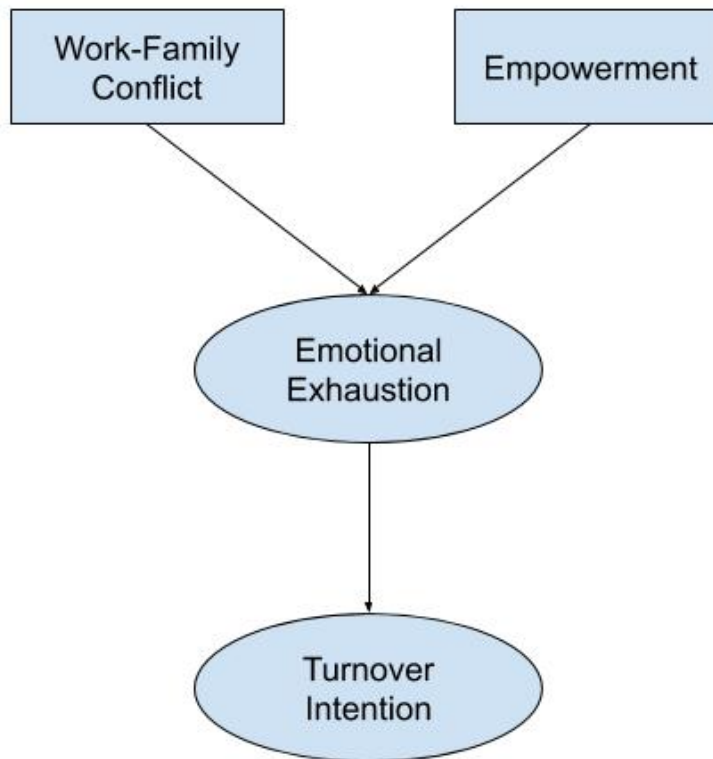 Work-Family
Conflict
Empowerment
Emotional
Exhaustion
Turnover
Intention